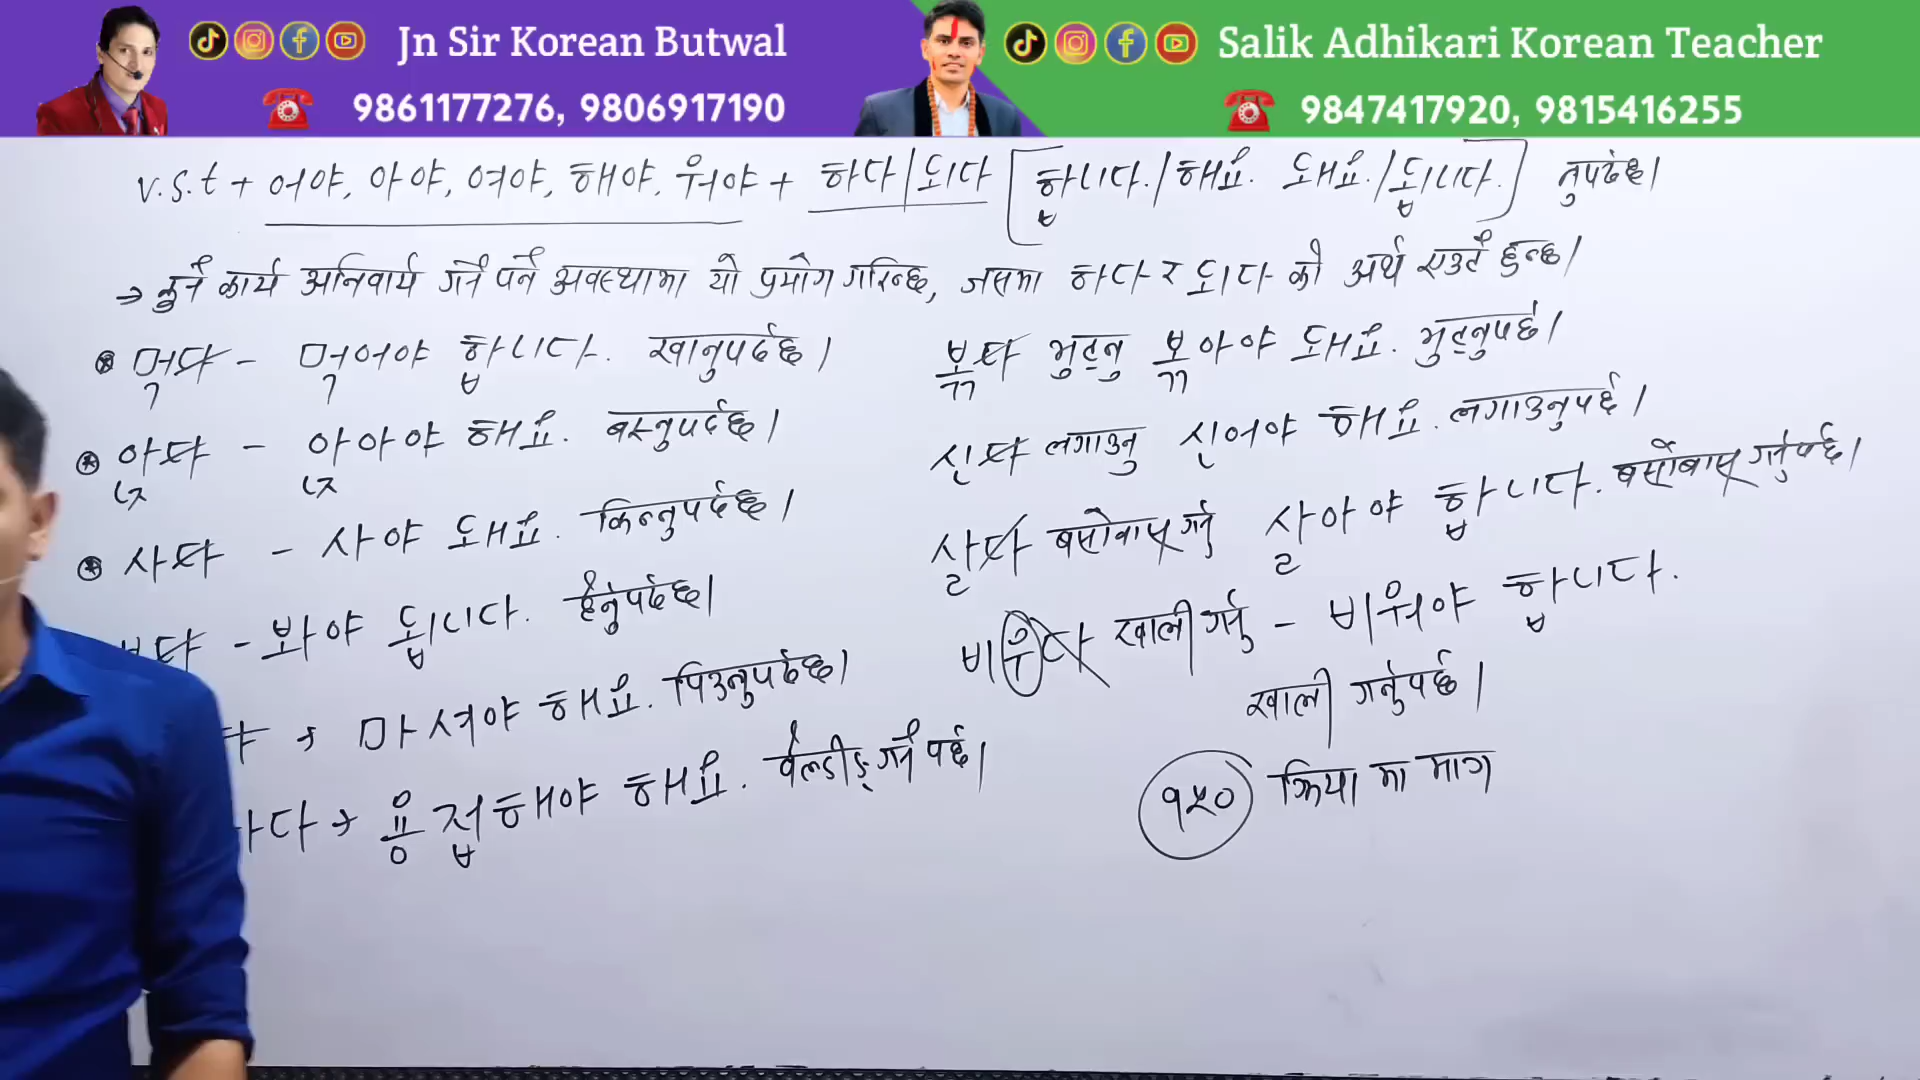 Jn Sir Korean Butwal
9861177276, 9806917190
Salik Adhikari Korean Teacher
9847417920, 9815416255
v.s.t + 어야, 아야, 여야, 해야, 워야 + 하다/되다 [합니다./해요. 돼요./됩니다.] नुपर्दछ।
→ कुनै कार्य अनिवार्य गर्नै पर्ने अवस्थामा यो प्रयोग गरिन्छ, जसमा 하다 र 되다 को अर्थ एउटै हुन्छ।
먹다 - 먹어야 합니다. खानुपर्दछ।
앉다 - 앉아야 해요. बस्नुपर्दछ।
사다 - 사야 돼요. किन्नुपर्दछ।
보다 - 봐야 됩니다. हेर्नुपर्दछ।
→ 마셔야 해요. पिउनुपर्दछ।
하다 → 용접해야 해요. वेल्डीङ्ग गर्नै पर्छ।
볶다 भुट्नु 볶아야 돼요. भुट्नुपर्छ।
신다 लगाउनु 신어야 해요. लगाउनुपर्छ।
살다 बसोबास् गर्नु 살아야 합니다. बसोबास् गर्नुपर्छ।
비우다 खाली गर्नु - 비워야 합니다.
खाली गर्नुपर्छ।
१५० क्रिया मा माग